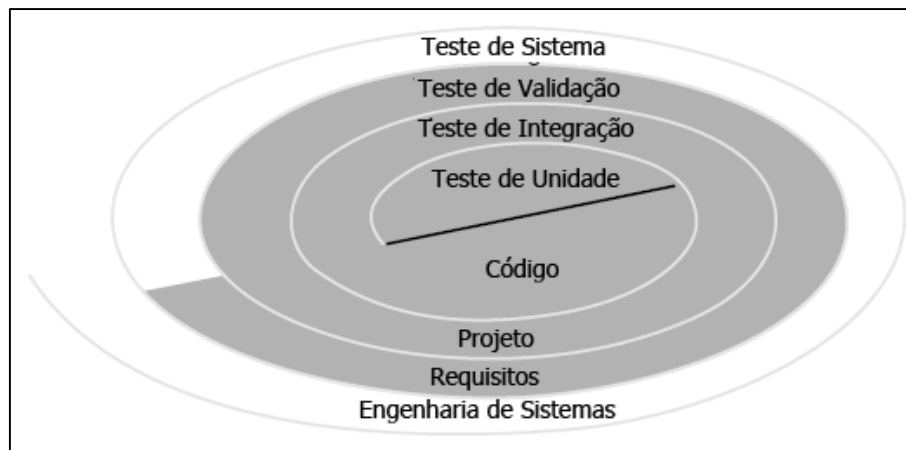 Teste de Sistema
Teste de Validação
Teste de Integração
Teste de Unidade
Código
Projeto
Requisitos
Engenharia de Sistemas